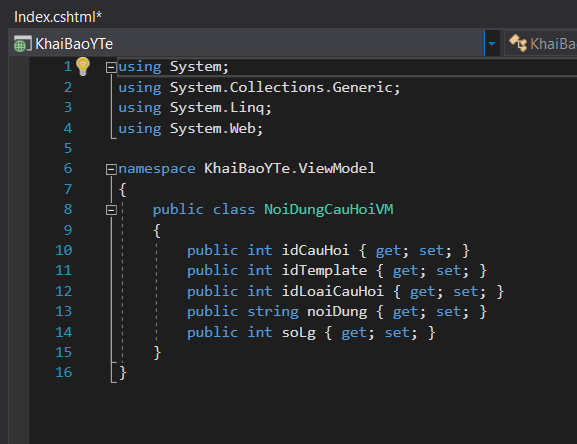 Index.cshtml*
KhaiBaoYTe
KhaiBa
1 using System;
2 using System.Collections.Generic;
3 using System.Linq;
4 using System.Web;
5
6 namespace KhaiBaoYTe.ViewModel
7 {
8 public class NoiDungCauHoiVM
9 {
10 public int idCauHoi { get; set; }
11 public int idTemplate { get; set; }
12 public int idLoaiCauHoi { get; set; }
13 public string noiDung { get; set; }
14 public int soLg { get; set; }
15 }
16 }